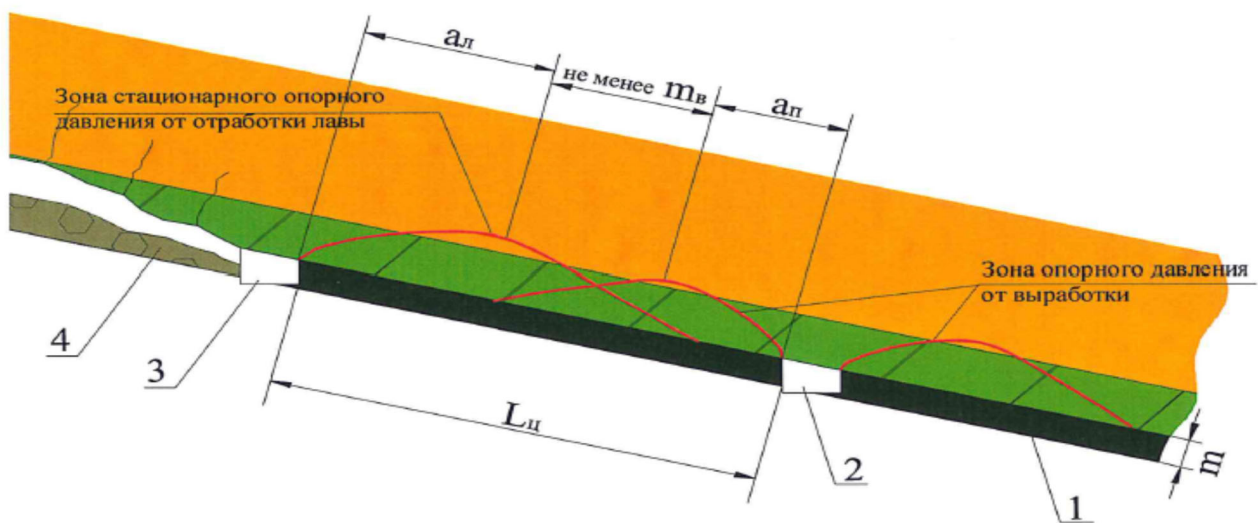 aл
не менее mв
aп
Зона стационарного опорного
давления от отработки лавы
Зона опорного давления
от выработки
4
3
Lц
2
1
m